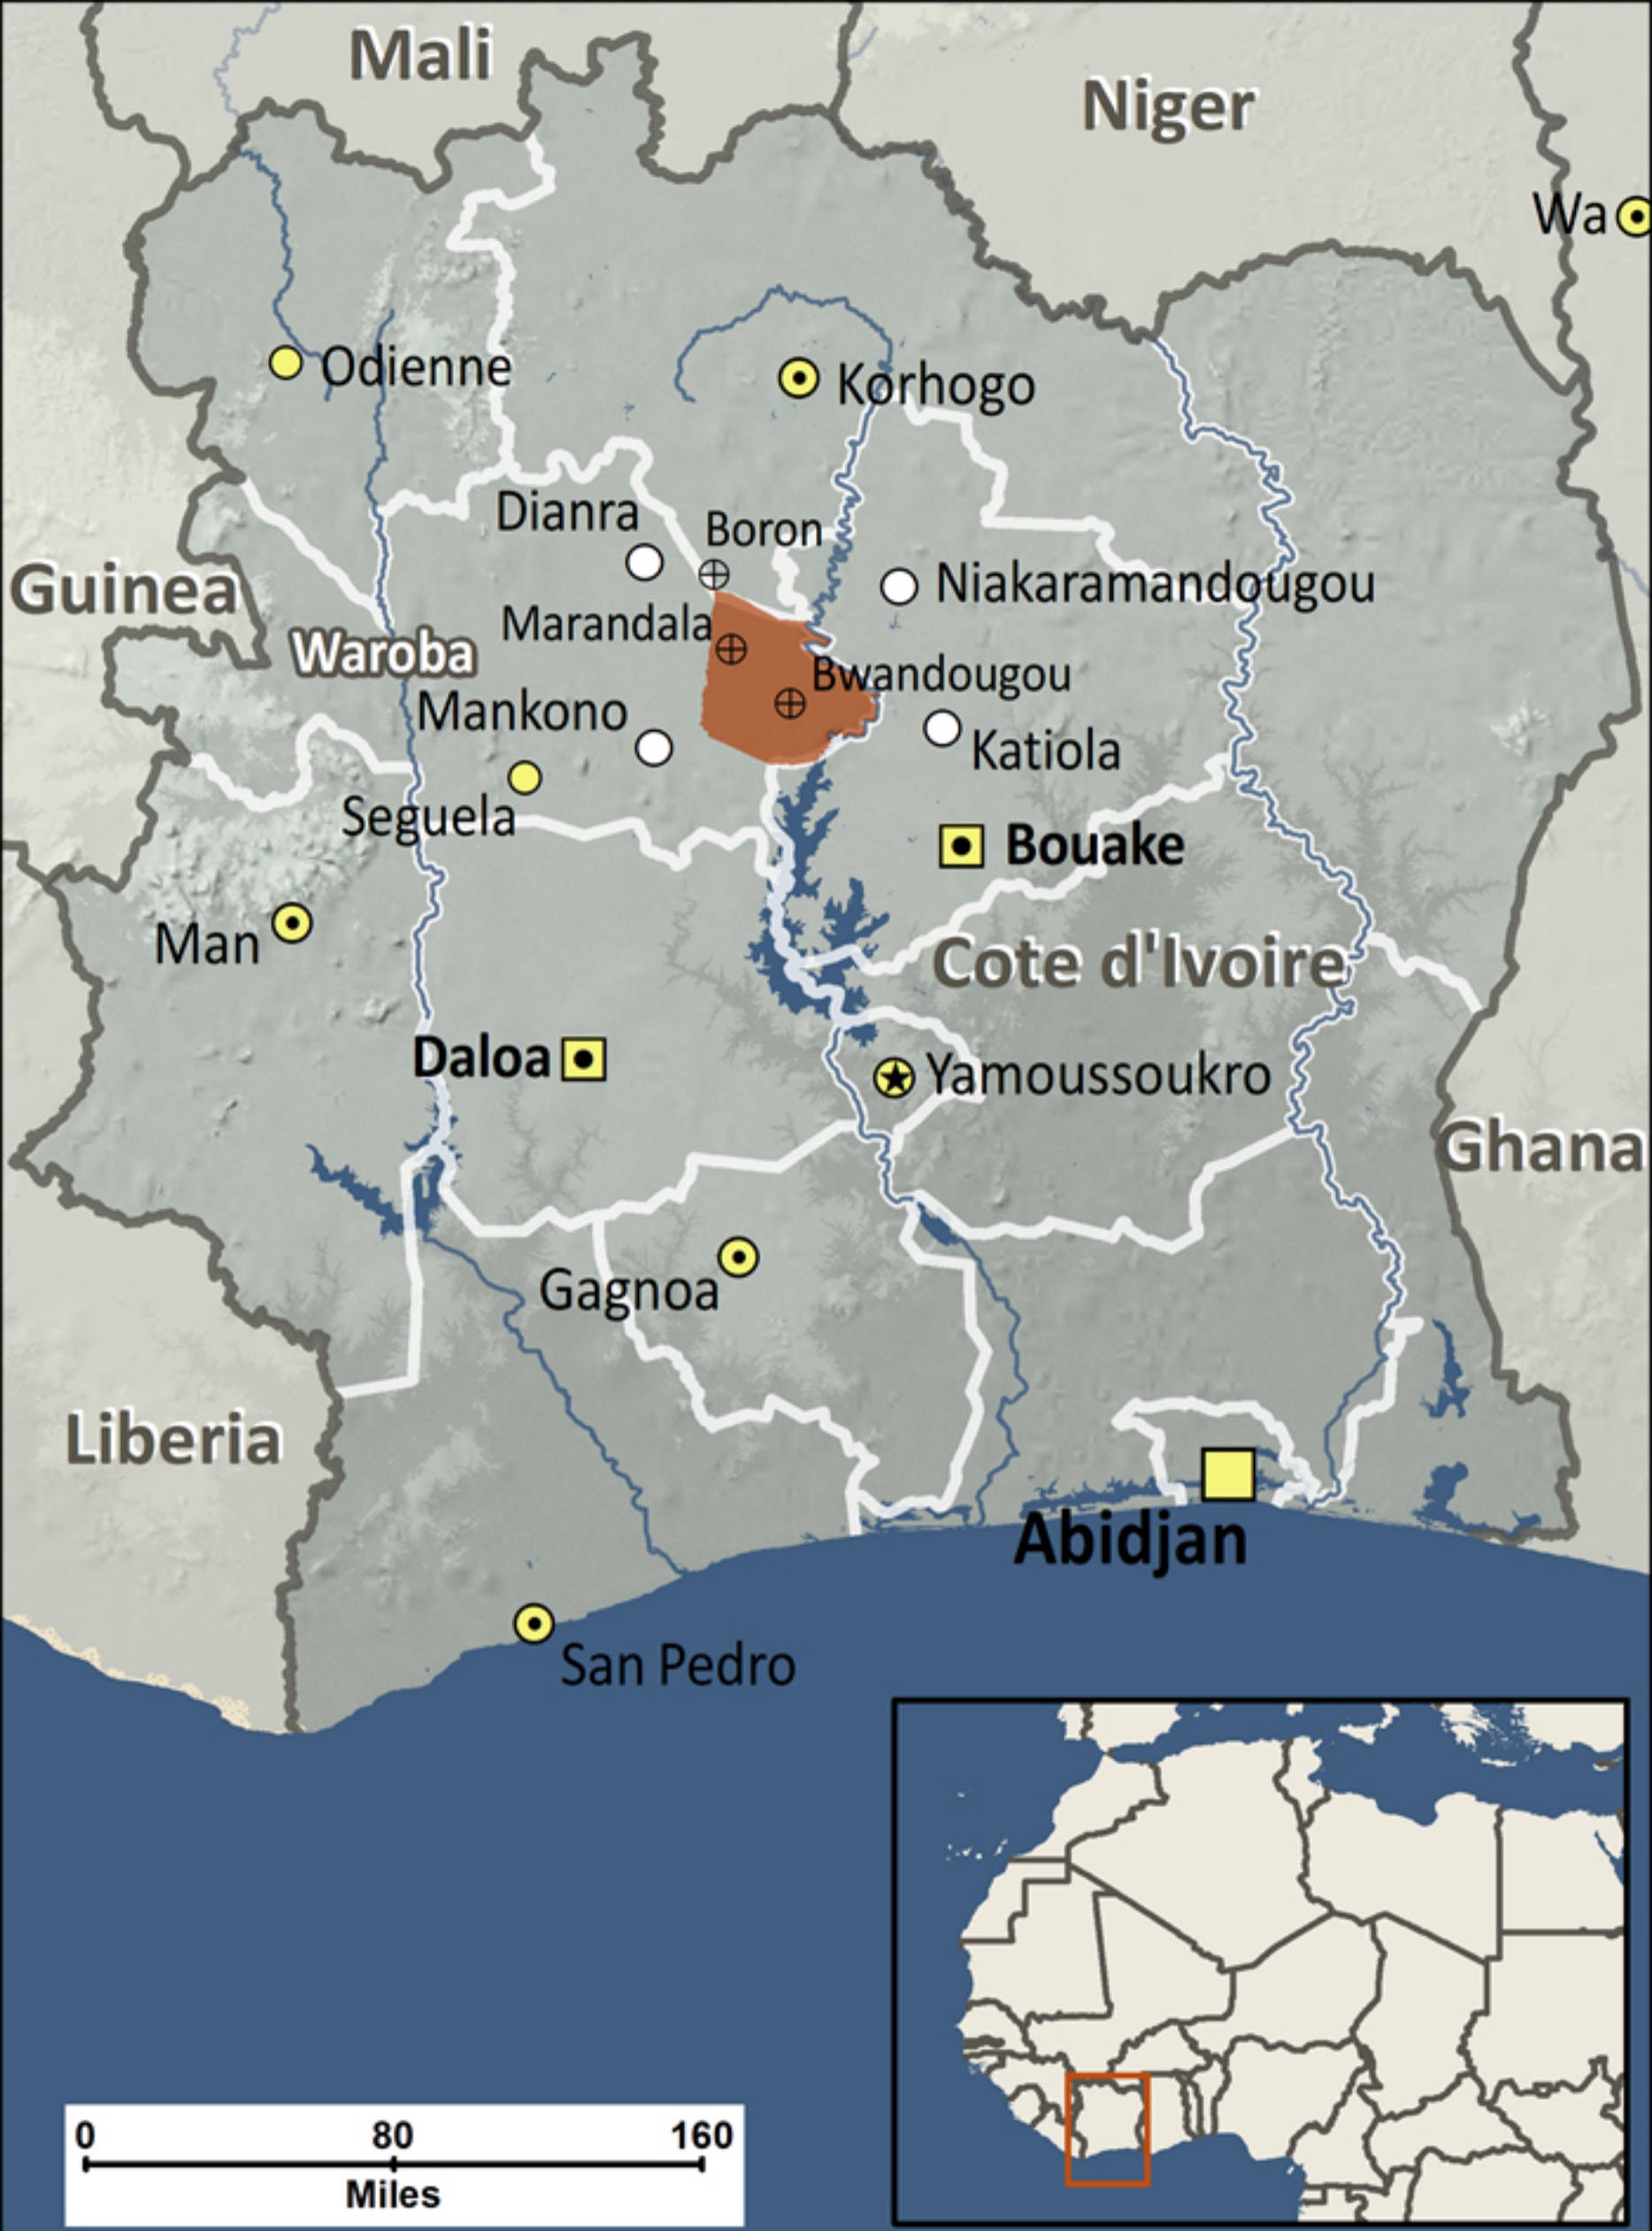 Mali
Niger
Wa
Odienne
Korhogo
Dianra
Boron
Guinea
Niakaramandougou
Marandala
Waroba
Bwandougou
Mankono
Katiola
Seguela
Bouake
Man
Cote d'Ivoire
Daloa
Yamoussoukro
Ghana
Gagnoa
Liberia
Abidjan
San Pedro
0 80 160
Miles